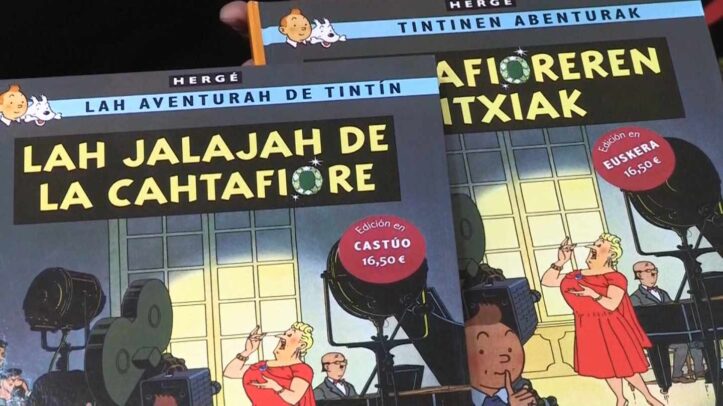 HERGÉ
LAH AVENTURAH DE TINTÍN
LAH JALAJAH DE
LA CAHTAFIORE
Edición en
CASTÚO
16,50 €
HERGÉ
TINTINEN ABENTURAK
AFIOREREN
ITXIAK
Edición en
EUSKERA
16,50 €